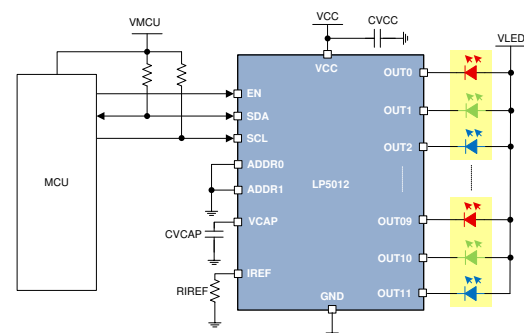 VMCU
VCC
CVCC
VLED
VCC
OUT0
EN
OUT1
SDA
SCL
OUT2
ADDR0
MCU
ADDR1
LP5012
VCAP
OUT09
CVCAP
OUT10
IREF
RIREF
GND
OUT11